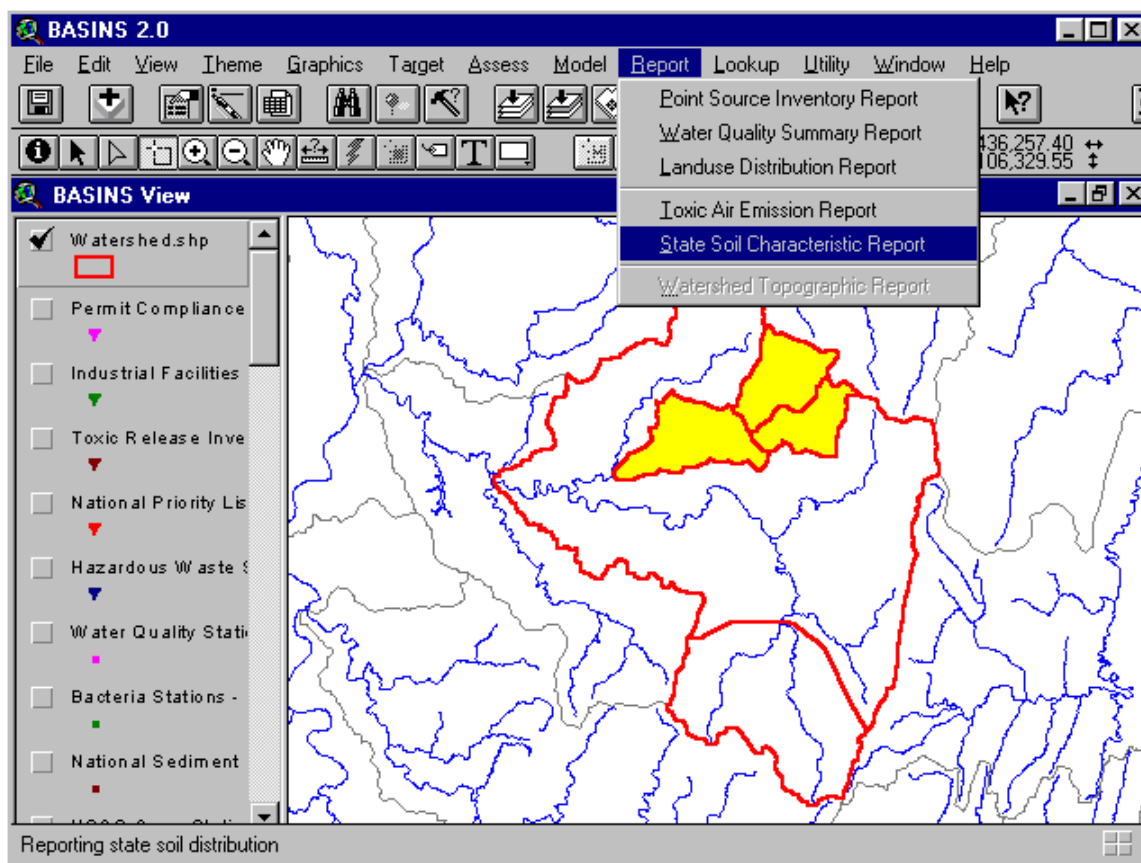 BASINS 2.0
File Edit View Theme Graphics Target Assess Model Report Lookup Utility Window Help
Point Source Inventory Report
Water Quality Summary Report
Landuse Distribution Report
Toxic Air Emission Report
State Soil Characteristic Report
Watershed Topographic Report
T
436,257.40
106,329.55
BASINS View
Watershed.shp
Permit Compliance
Industrial Facilities
Toxic Release Inve
National Priority Lis
Hazardous Waste
Water Quality Stati
Bacteria Stations -
National Sediment
Reporting state soil distribution